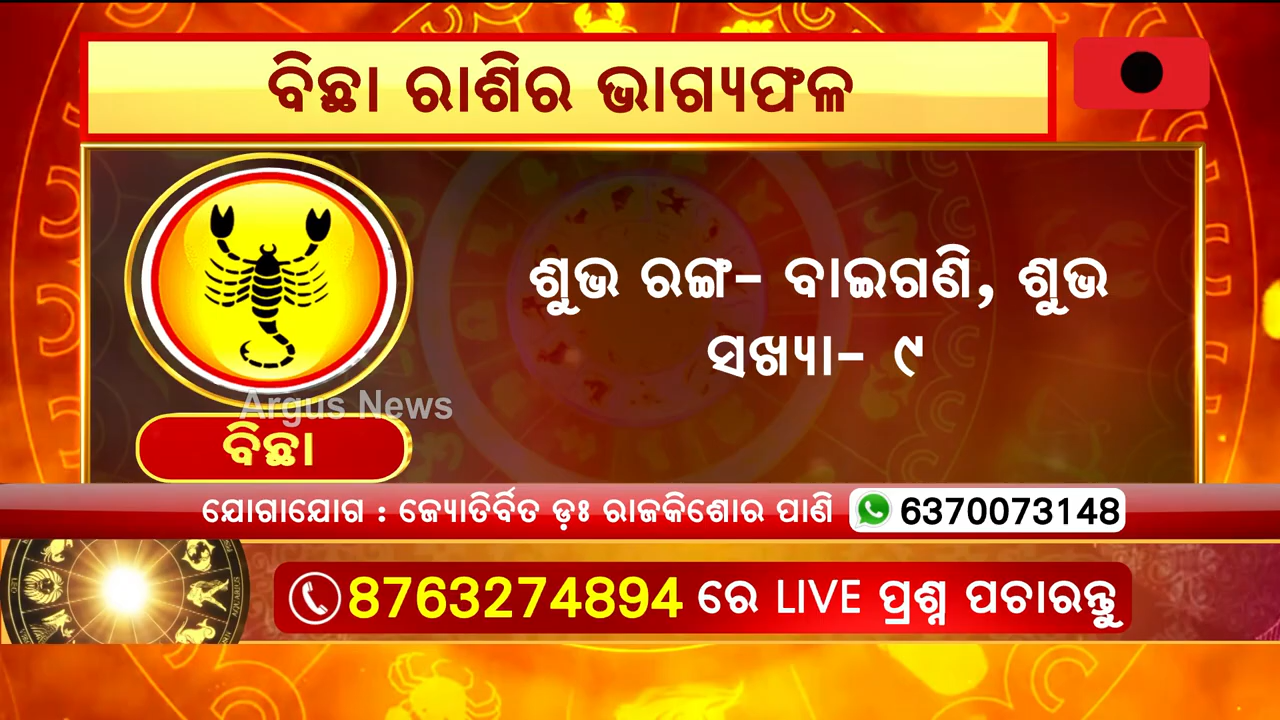 ବିଛା ରାଶିର ଭାଗ୍ୟଫଳ
ଶୁଭ ରଙ୍ଗ- ବାଇଗଣି, ଶୁଭ
ସଖ୍ୟା- ୯
Argus News
ବିଛା
ଯୋଗାଯୋଗ : ଜ୍ୟୋତିର୍ବିତ ଡ଼ଃ ରାଜକିଶୋର ପାଣି 6370073148
8763274894 ରେ LIVE ପ୍ରଶ୍ନ ପଚାରନ୍ତୁ